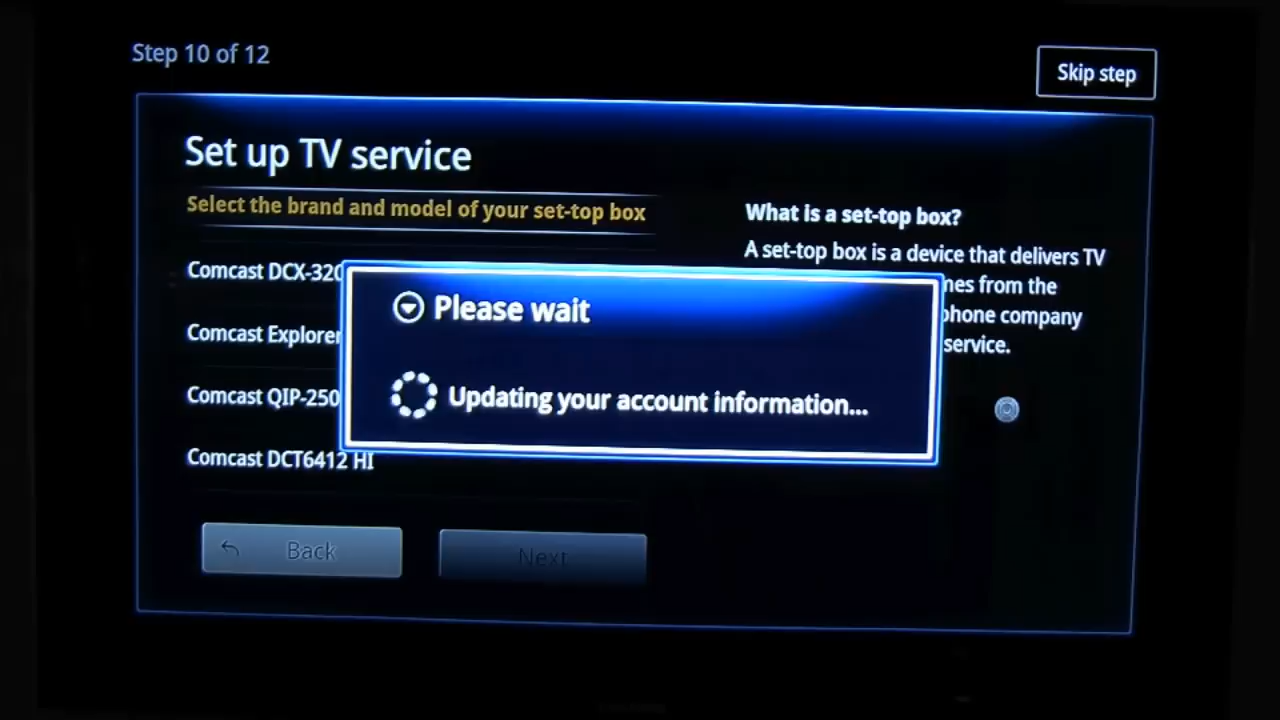 Step 10 of 12
Skip step
Set up TV service
Select the brand and model of your set-top box
What is a set-top box?
A set-top box is a device that delivers TV
Comcast DCX-320
mes from the
Comcast Explorer
phone company
service.
Please wait
Updating your account information...
Comcast QIP-250
Comcast DCT6412 HI
Back
Next